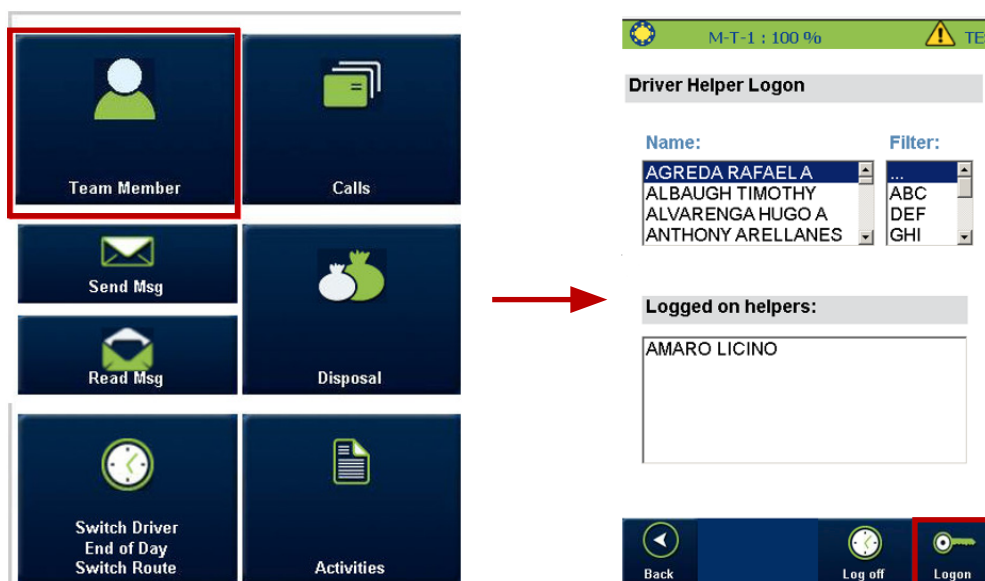 Team Member
Calls
Send Msg
Read Msg
Disposal
Switch Driver
End of Day
Switch Route
Activities
M-T-1 : 100 %
TE
Driver Helper Logon
Name:
Filter:
AGREDA RAFAEL A
ALBAUGH TIMOTHY
ALVARENGA HUGO A
ANTHONY ARELLANES
...
ABC
DEF
GHI
Logged on helpers:
AMARO LICINO
Back
Log off
Logon